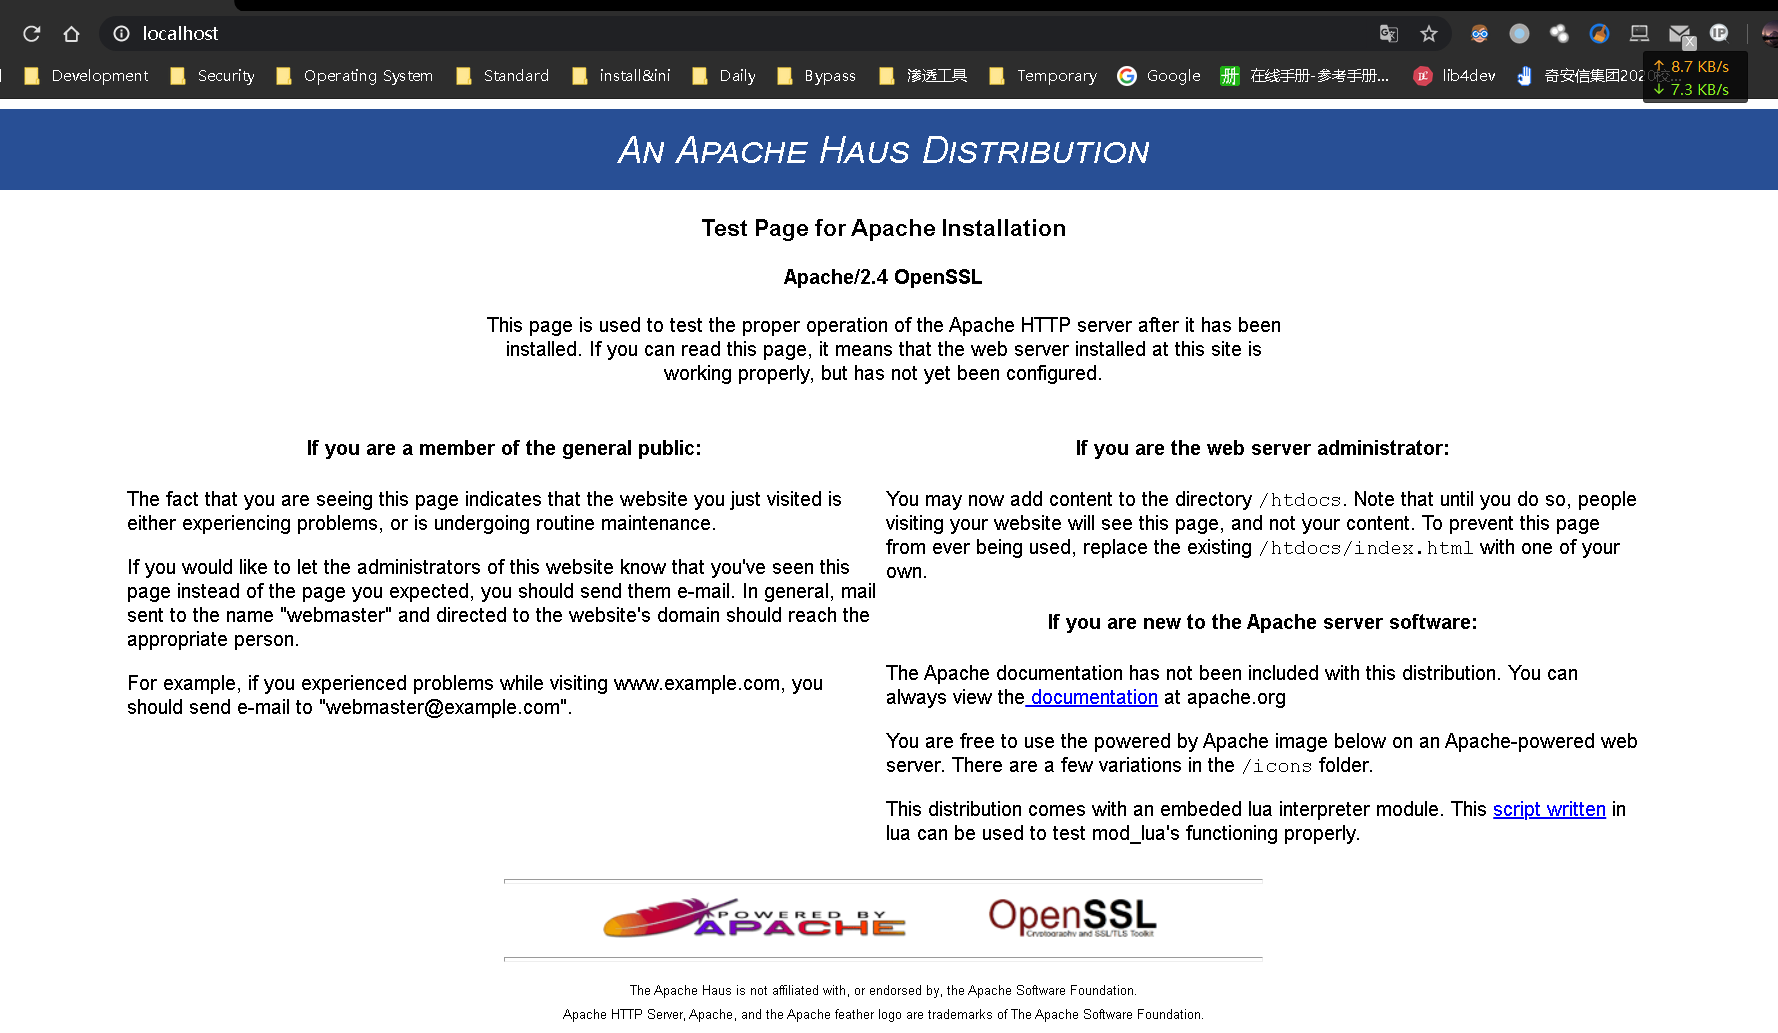 localhost
Development Security Operating System Standard install&ini Daily Bypass 渗透工具 Temporary Google 在线手册-参考手册... lib4dev 奇安信集团2020校...
↑ 8.7 KB/s
↓ 7.3 KB/s
AN APACHE HAUS DISTRIBUTION
Test Page for Apache Installation
Apache/2.4 OpenSSL
This page is used to test the proper operation of the Apache HTTP server after it has been
installed. If you can read this page, it means that the web server installed at this site is
working properly, but has not yet been configured.
If you are a member of the general public:
The fact that you are seeing this page indicates that the website you just visited is
either experiencing problems, or is undergoing routine maintenance.
If you would like to let the administrators of this website know that you've seen this
page instead of the page you expected, you should send them e-mail. In general, mail
sent to the name "webmaster" and directed to the website's domain should reach the
appropriate person.
For example, if you experienced problems while visiting www.example.com, you
should send e-mail to "webmaster@example.com".
If you are the web server administrator:
You may now add content to the directory /htdocs. Note that until you do so, people
visiting your website will see this page, and not your content. To prevent this page
from ever being used, replace the existing /htdocs/index.html with one of your
own.
If you are new to the Apache server software:
The Apache documentation has not been included with this distribution. You can
always view the documentation at apache.org
You are free to use the powered by Apache image below on an Apache-powered web
server. There are a few variations in the /icons folder.
This distribution comes with an embeded lua interpreter module. This script written in
lua can be used to test mod_lua's functioning properly.
POWERED BY
APACHE
OpenSSL
Cryptography and SSL/TLS Toolkit
The Apache Haus is not affiliated with, or endorsed by, the Apache Software Foundation.
Apache HTTP Server, Apache, and the Apache feather logo are trademarks of The Apache Software Foundation.